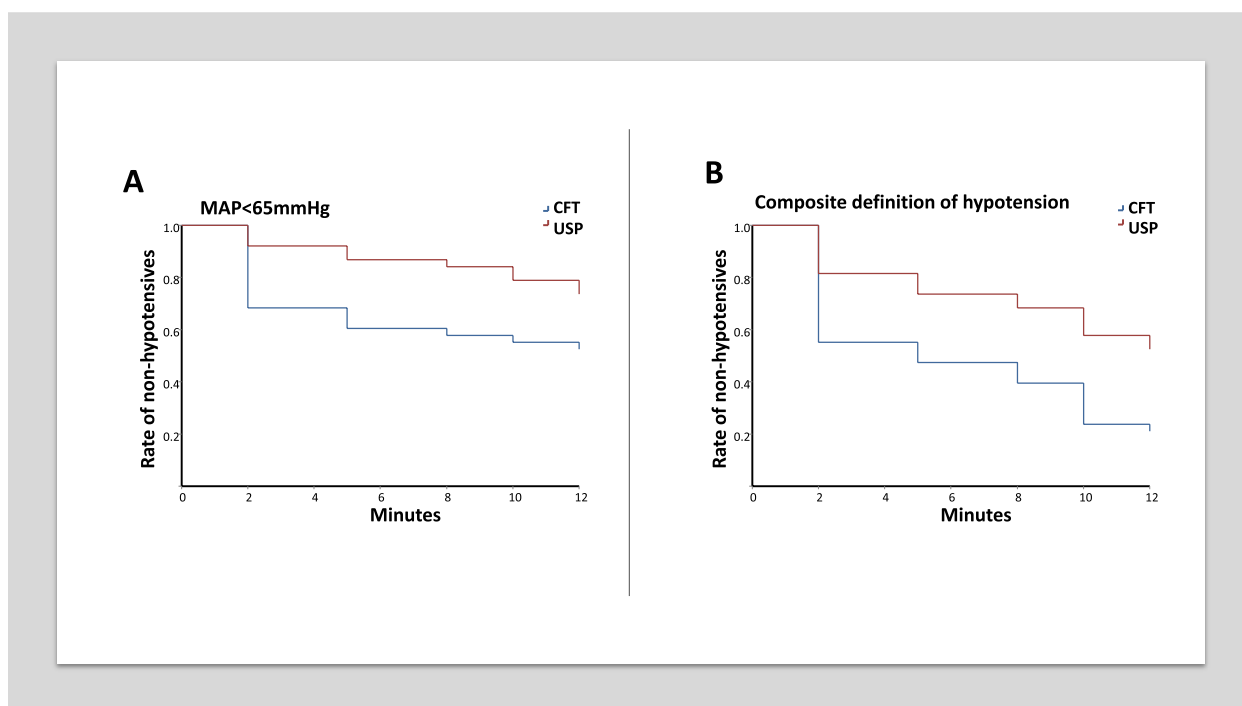 A
MAP<65mmHg
CFT
USP
Rate of non-hypotensives
1.0
0.8
0.6
0.4
0.2
0 2 4 6 8 10 12
Minutes
B
Composite definition of hypotension
CFT
USP
Rate of non-hypotensives
1.0
0.8
0.6
0.4
0.2
0 2 4 6 8 10 12
Minutes